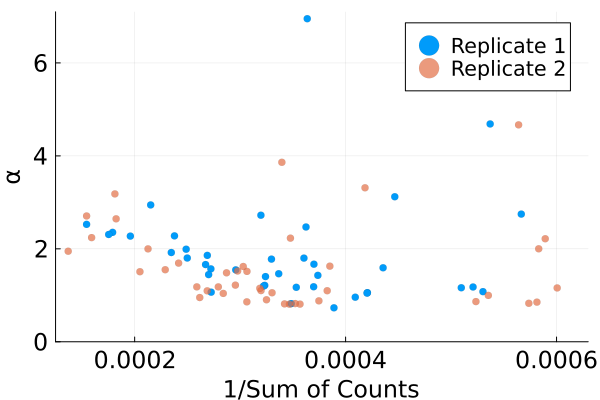 Replicate 1
Replicate 2
6
4
α
2
0
0.0002 0.0004 0.0006
1/Sum of Counts